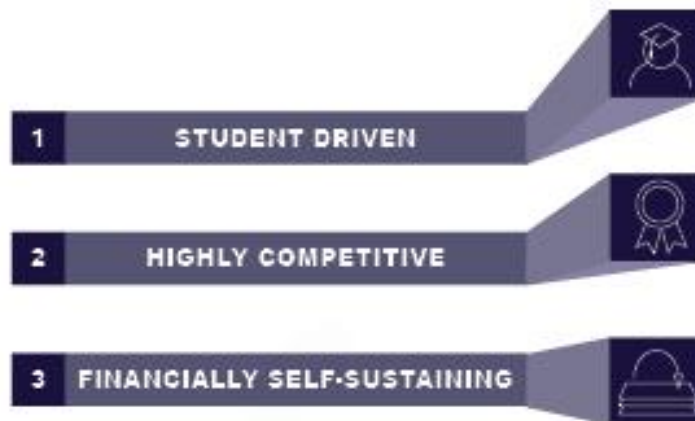 1 STUDENT DRIVEN
2 HIGHLY COMPETITIVE
3 FINANCIALLY SELF-SUSTAINING